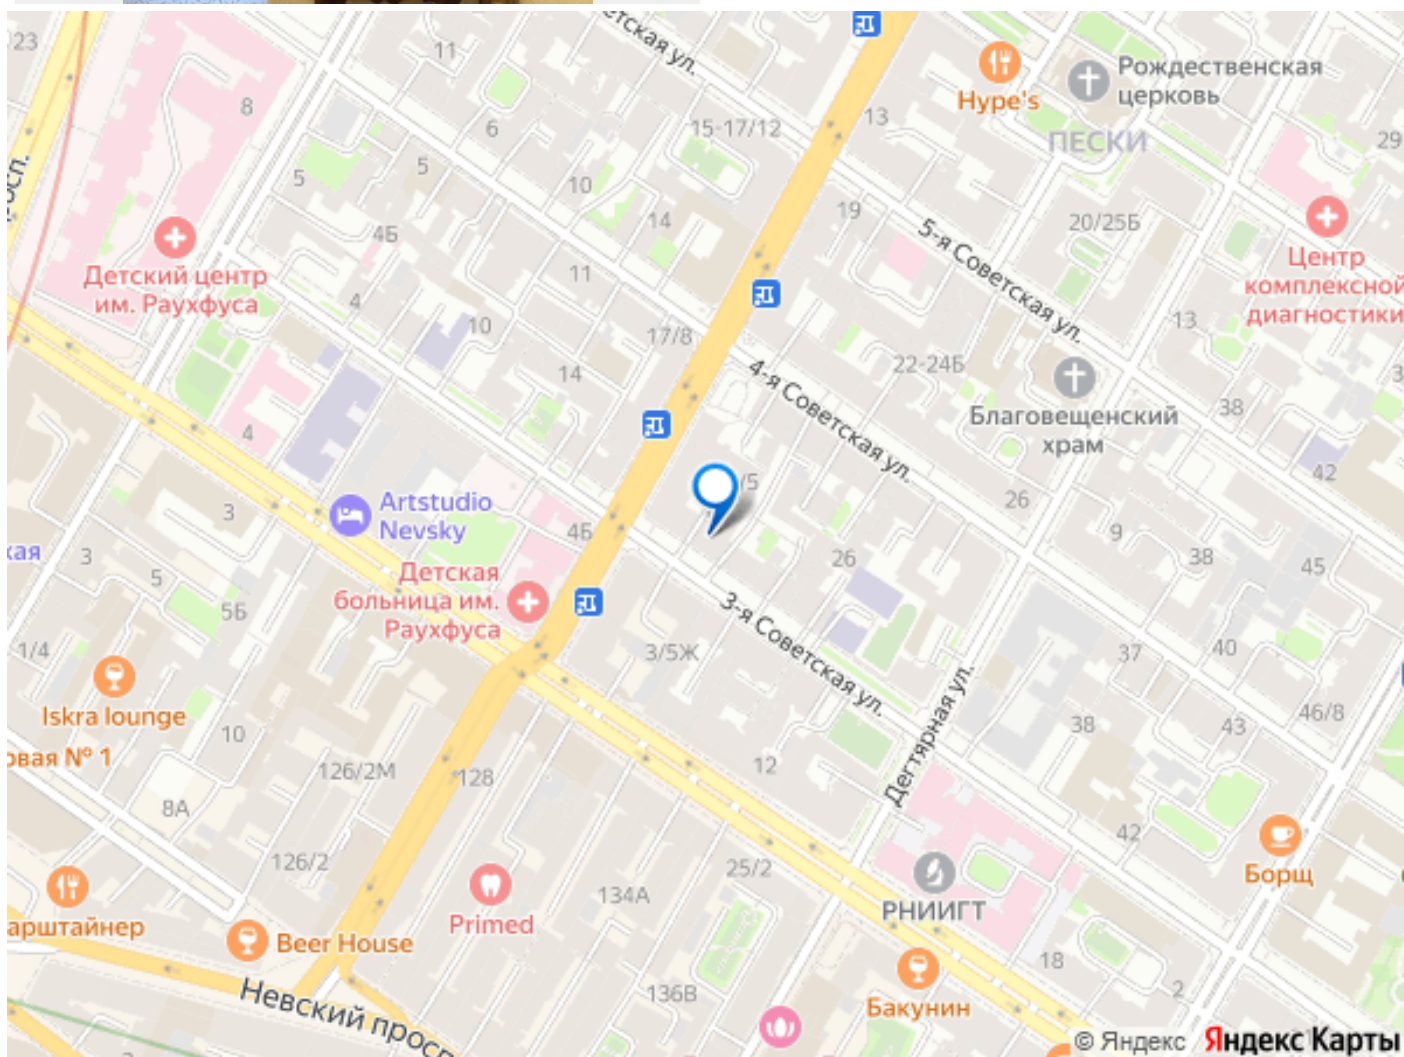 23
11
8
6
15-17/12
13
Hype's
Рождественская
церковь
ПЕСКИ
29
5
5
10
14
4Б
19
5-я Советская ул.
20/25Б
Детский центр
им. Раухфуса
Центр
комплексной
диагностики
11
4
10
17/8
13
14
4-я Советская ул.
22-24Б
Благовещенский
храм
38
4
42
Artstudio
Nevsky
3
/5
26
4Б
9
3
5
38
45
26
Детская
больница им.
Раухфуса
5Б
3-я Советская ул.
1/4
3/5Ж
37
40
Iskra lounge
Дегтярная ул.
10
38
43
46/8
126/2М
128
12
8А
42
126/2
134А
25/2
Борщ
РНИИГТ
Primed
Beer House
18
2
136В
Бакунин
Невский
© Яндекс
Яндекс Карты